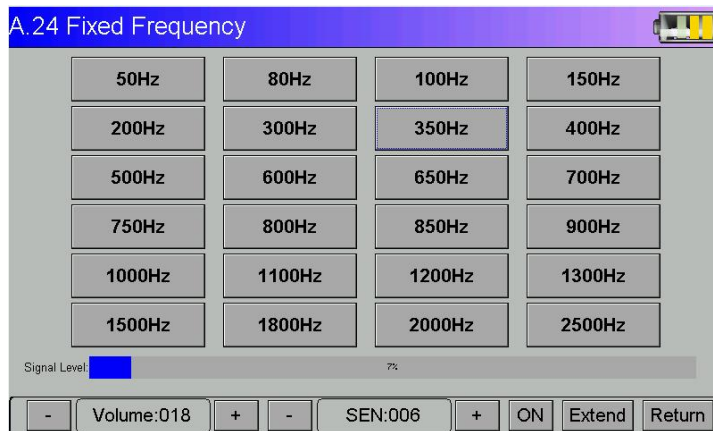 A.24 Fixed Frequency
50Hz 80Hz 100Hz 150Hz
200Hz 300Hz 350Hz 400Hz
500Hz 600Hz 650Hz 700Hz
750Hz 800Hz 850Hz 900Hz
1000Hz 1100Hz 1200Hz 1300Hz
1500Hz 1800Hz 2000Hz 2500Hz
Signal Level: 7%
- Volume:018 + - SEN:006 + ON Extend Return